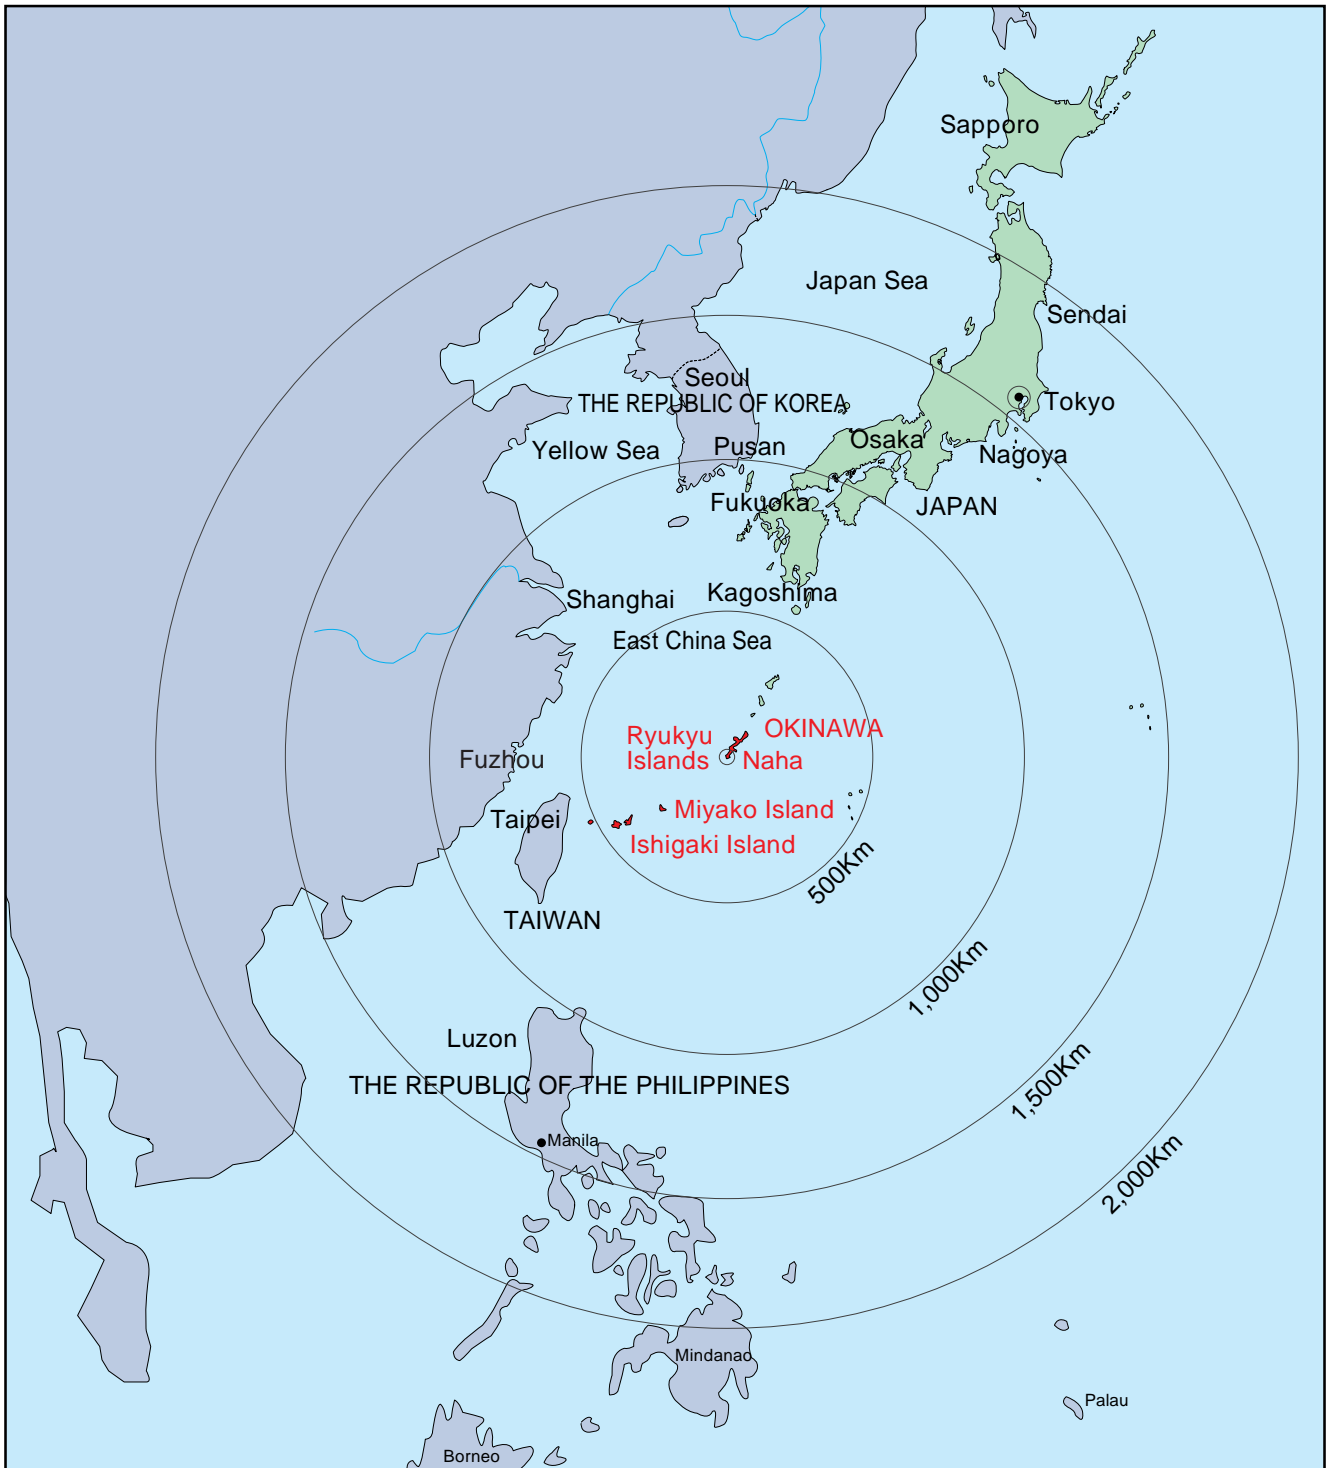 Sapporo
Japan Sea
Sendai
Seoul
THE REPUBLIC OF KOREA
Tokyo
Osaka
Yellow Sea
Pusan
Nagoya
Fukuoka
JAPAN
Shanghai
Kagoshima
East China Sea
OKINAWA
Ryukyu
Islands
Naha
Fuzhou
Miyako Island
Taipei
Ishigaki Island
500Km
TAIWAN
1,000Km
Luzon
THE REPUBLIC OF THE PHILIPPINES
1,500Km
Manila
2,000Km
Mindanao
Palau
Borneo